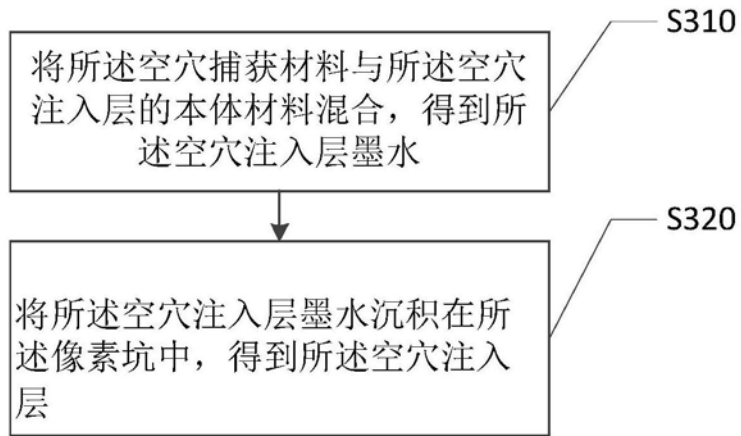 S310
将所述空穴捕获材料与所述空穴
注入层的本体材料混合，得到所
述空穴注入层墨水
S320
将所述空穴注入层墨水沉积在所
述像素坑中，得到所述空穴注入
层